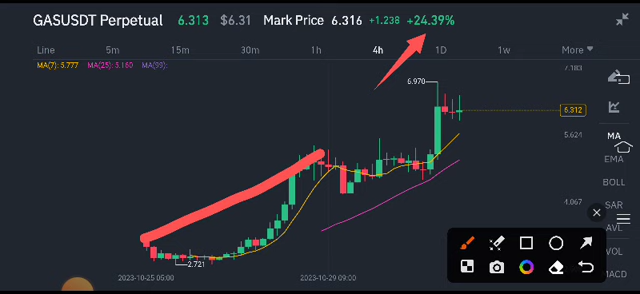 GASUSDT Perpetual 6.313 $6.31 Mark Price 6.316 +1.238 +24.39%
Line 5m 15m 30m 1h 4h 1D 1w More
MA(7): 5.777 MA(25): 5.160 MA(99):
7.183
6.970
6.312
5.624
4.067
2.721
2023-10-25 05:00 2023-10-29 09:00
MA
EMA
BOLL
SAR
AVL
VOL
MACD